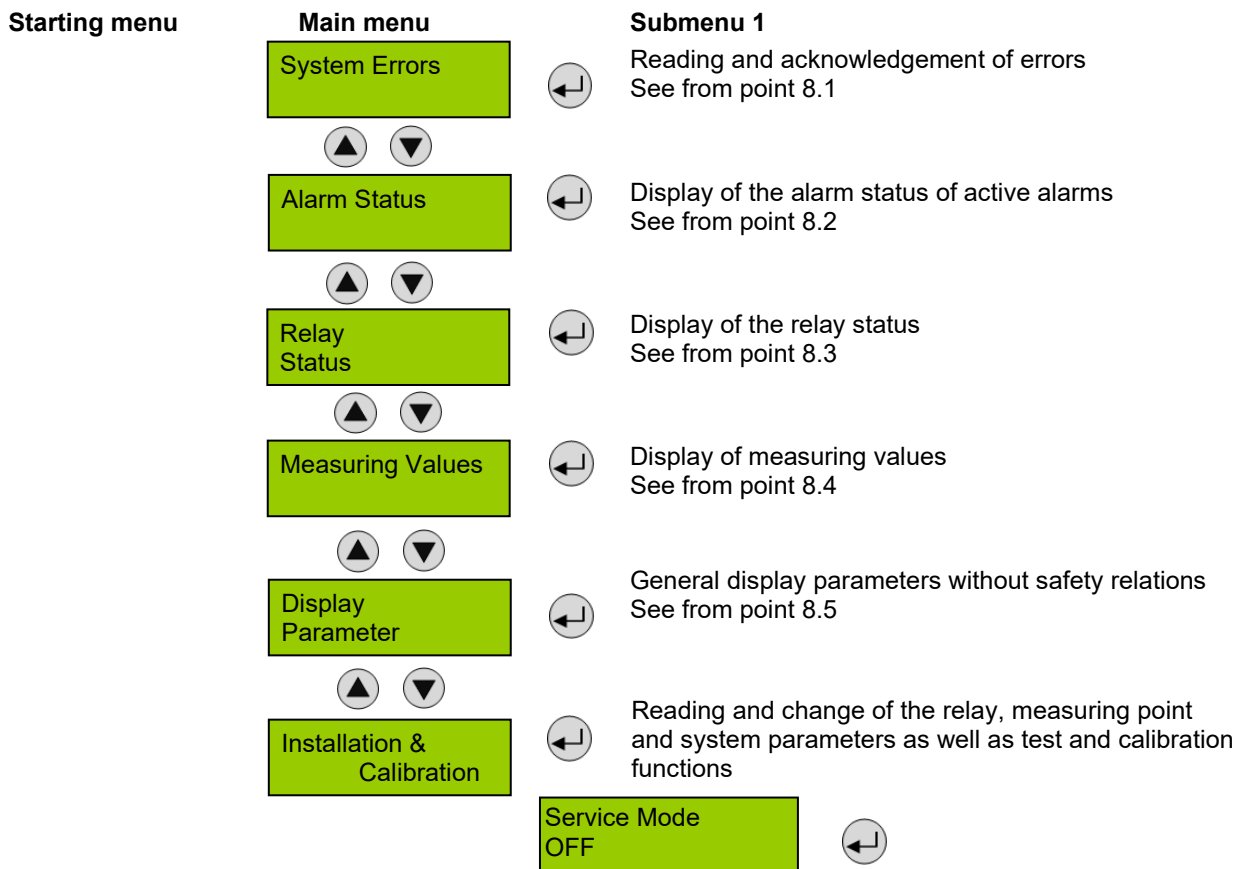 Starting menu Main menu Submenu 1
System Errors
Reading and acknowledgement of errors
See from point 8.1
Alarm Status
Display of the alarm status of active alarms
See from point 8.2
Relay
Status
Display of the relay status
See from point 8.3
Measuring Values
Display of measuring values
See from point 8.4
Display
Parameter
General display parameters without safety relations
See from point 8.5
Installation &
Calibration
Reading and change of the relay, measuring point
and system parameters as well as test and calibration
functions
Service Mode
OFF